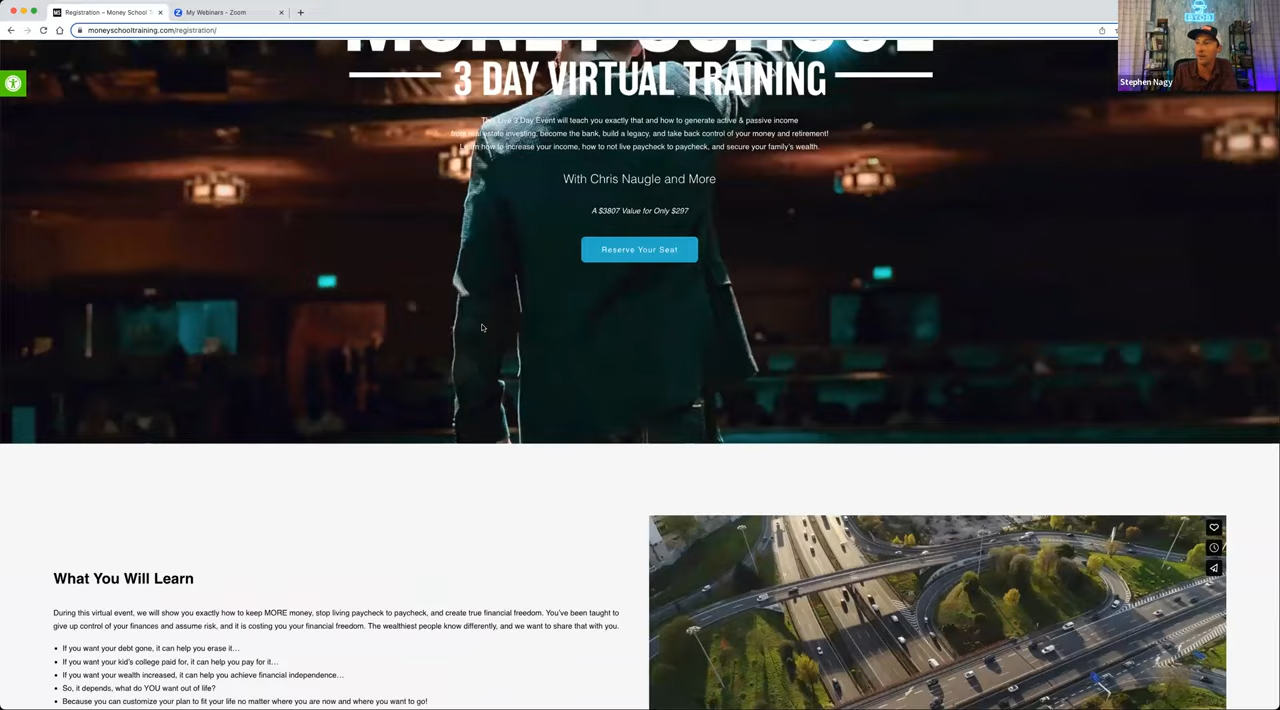 Registration – Money School T
My Webinars - Zoom
moneyschooltraining.com/registration/
Stephen Nagy
MONEY SCHOOL
3 DAY VIRTUAL TRAINING
This Live 3 Day Event will teach you exactly that and how to generate active & passive income
from real estate investing, become the bank, build a legacy, and take back control of your money and retirement!
Learn how to increase your income, how to not live paycheck to paycheck, and secure your family's wealth.
With Chris Naugle and More
A $3807 Value for Only $297
Reserve Your Seat
What You Will Learn
During this virtual event, we will show you exactly how to keep MORE money, stop living paycheck to paycheck, and create true financial freedom. You've been taught to
give up control of your finances and assume risk, and it is costing you your financial freedom. The wealthiest people know differently, and we want to share that with you.
• If you want your debt gone, it can help you erase it…
• If you want your kid's college paid for, it can help you pay for it…
• If you want your wealth increased, it can help you achieve financial independence…
• So, it depends, what do YOU want out of life?
• Because you can customize your plan to fit your life no matter where you are now and where you want to go!